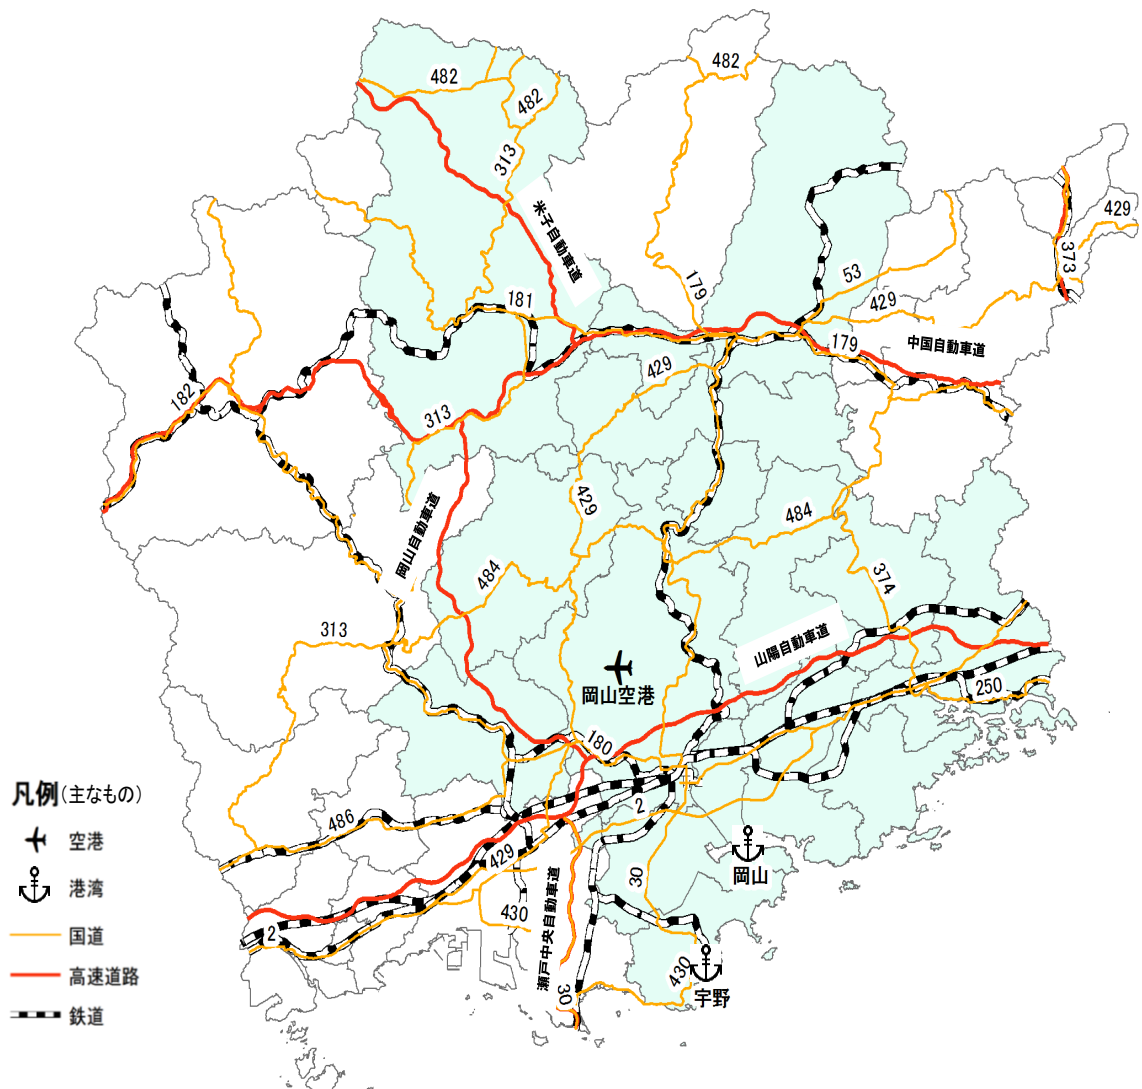 482
482
482
313
米子自動車道
429
373
179
53
181
429
179
中国自動車道
429
182
313
岡山自動車道
429
484
484
374
313
山陽自動車道
岡山空港
250
180
凡例(主なもの)
空港
港湾
国道
高速道路
鉄道
486
2
429
岡山
30
430
瀬戸中央自動車道
2
430
宇野
30